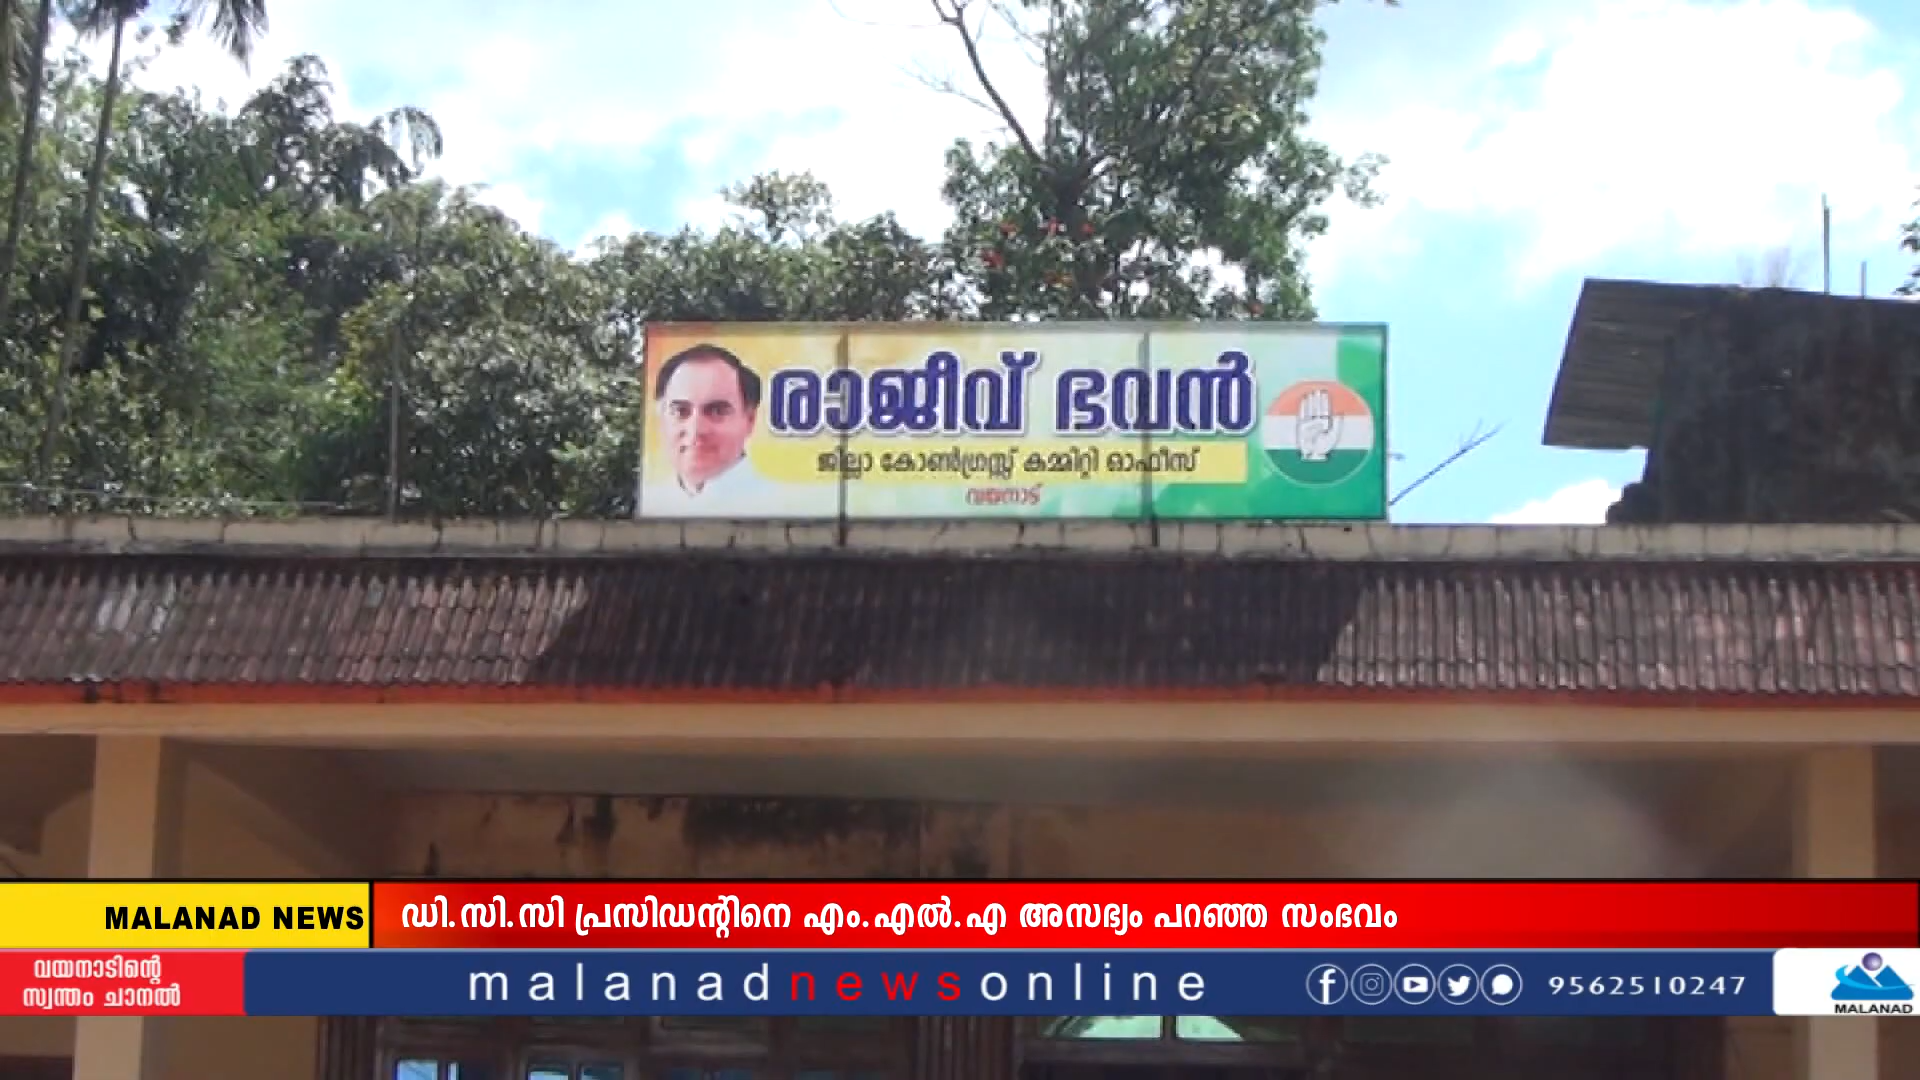 രാജീവ് ഭവൻ
ജില്ലാ കോൺഗ്രസ്സ് കമ്മിറ്റി ഓഫീസ്
വയനാട്
MALANAD NEWS
ഡി.സി.സി പ്രസിഡന്റിനെ എം.എൽ.എ അസഭ്യം പറഞ്ഞ സംഭവം
വയനാടിന്റെ
സ്വന്തം ചാനൽ
malanadnewsonline
9562510247
MALANAD